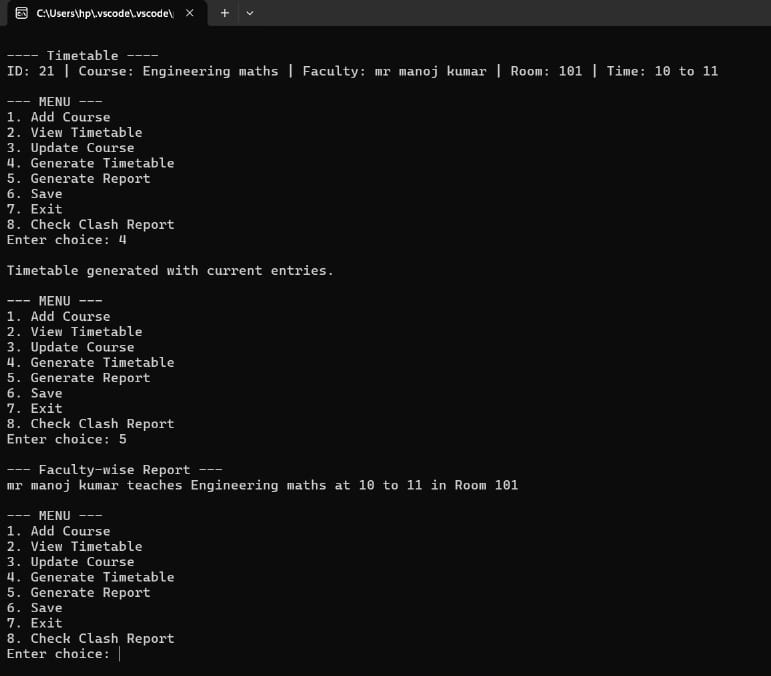 C:\Users\hp\.vscode\.vscode\
---- Timetable ----
ID: 21 | Course: Engineering maths | Faculty: mr manoj kumar | Room: 101 | Time: 10 to 11
--- MENU ---
1. Add Course
2. View Timetable
3. Update Course
4. Generate Timetable
5. Generate Report
6. Save
7. Exit
8. Check Clash Report
Enter choice: 4
Timetable generated with current entries.
--- MENU ---
1. Add Course
2. View Timetable
3. Update Course
4. Generate Timetable
5. Generate Report
6. Save
7. Exit
8. Check Clash Report
Enter choice: 5
--- Faculty-wise Report ---
mr manoj kumar teaches Engineering maths at 10 to 11 in Room 101
--- MENU ---
1. Add Course
2. View Timetable
3. Update Course
4. Generate Timetable
5. Generate Report
6. Save
7. Exit
8. Check Clash Report
Enter choice: